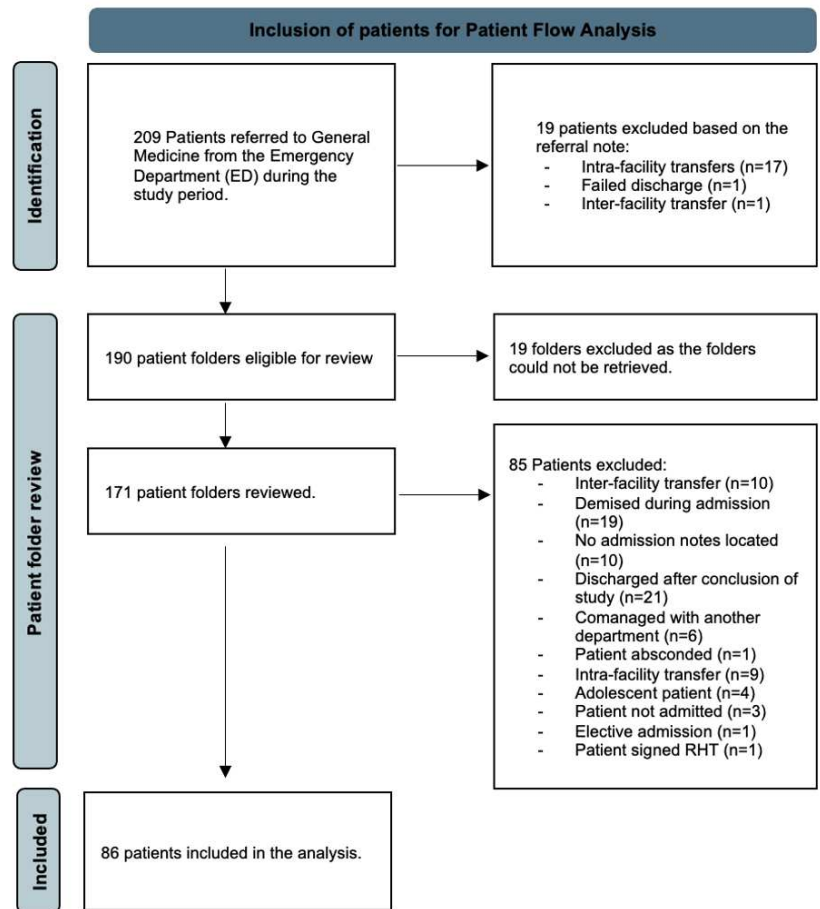 Inclusion of patients for Patient Flow Analysis
Identification
209 Patients referred to General
Medicine from the Emergency
Department (ED) during the
study period.
19 patients excluded based on the
referral note:
- Intra-facility transfers (n=17)
- Failed discharge (n=1)
- Inter-facility transfer (n=1)
Patient folder review
190 patient folders eligible for review
19 folders excluded as the folders
could not be retrieved.
171 patient folders reviewed.
85 Patients excluded:
- Inter-facility transfer (n=10)
- Demised during admission
(n=19)
- No admission notes located
(n=10)
- Discharged after conclusion of
study (n=21)
- Comanaged with another
department (n=6)
- Patient absconded (n=1)
- Intra-facility transfer (n=9)
- Adolescent patient (n=4)
- Patient not admitted (n=3)
- Elective admission (n=1)
- Patient signed RHT (n=1)
Included
86 patients included in the analysis.